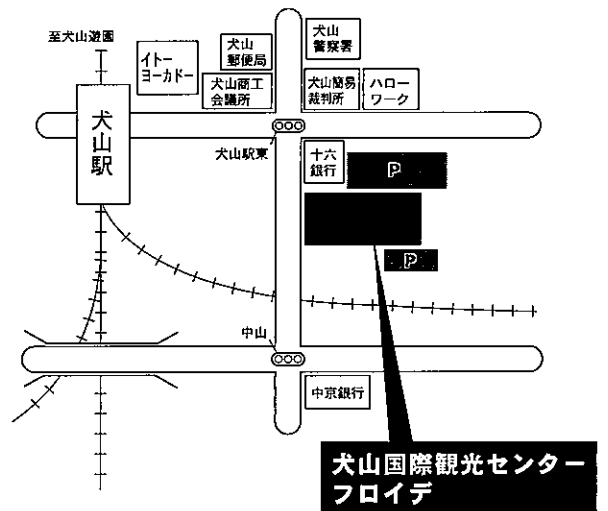 至犬山遊園
イトー
ヨーカドー
犬山
郵便局
犬山
警察署
犬山商工
会議所
犬山簡易
裁判所
ハロー
ワーク
犬山駅
犬山駅東
十六
銀行
P
P
中山
中京銀行
犬山国際観光センター
フロイデ